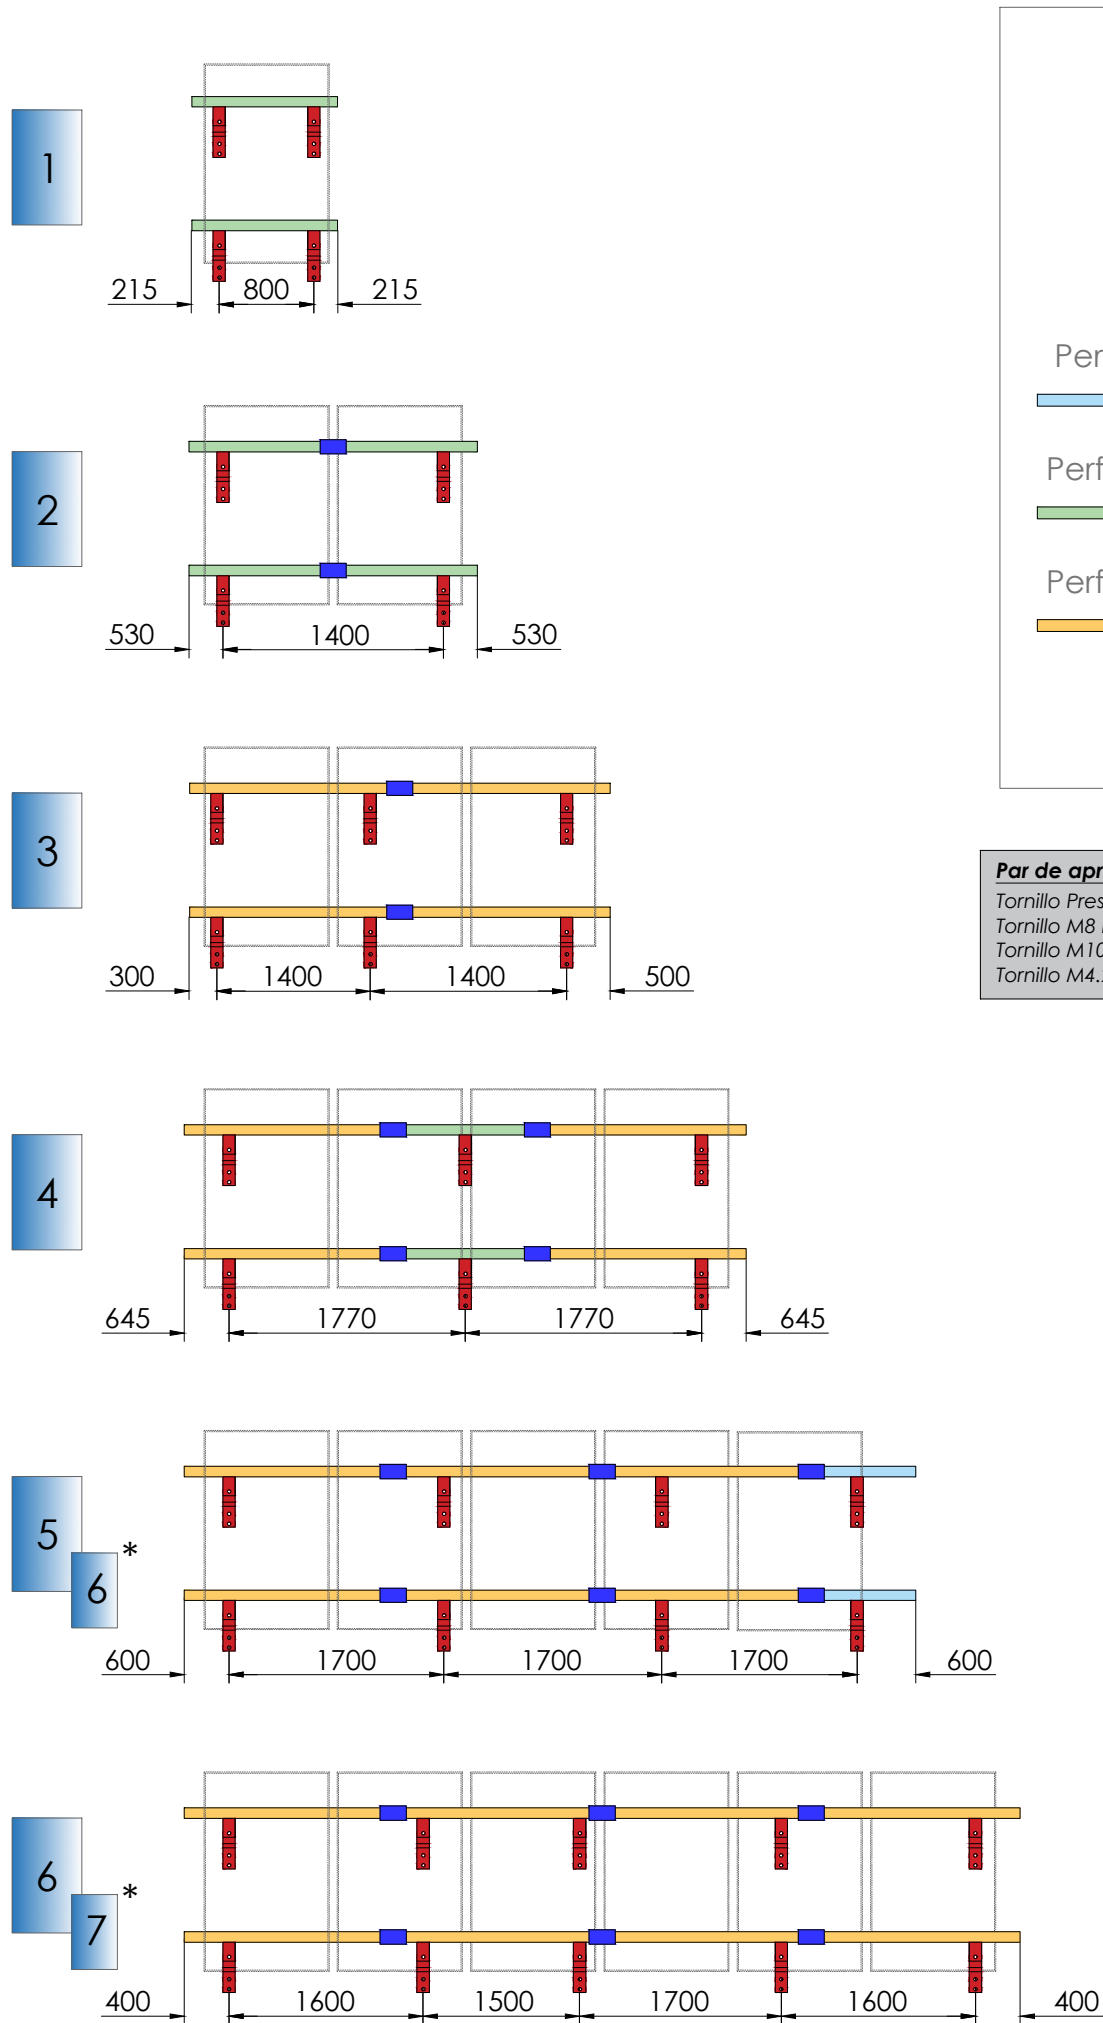 1
215 800 215
2
530 1400 530
3
300 1400 1400 500
4
645 1770 1770 645
5
6 *
600 1700 1700 1700 600
6
7 *
400 1600 1500 1700 1600 400
Per
Perf
Perf
Par de apr
Tornillo Pres
Tornillo M8
Tornillo M10
Tornillo M4.